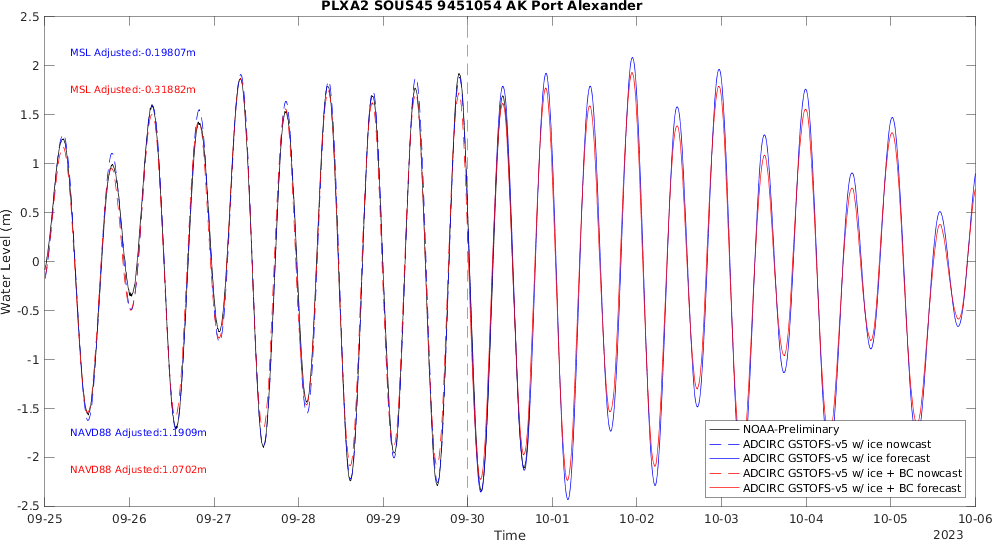 PLXA2 SOUS45 9451054 AK Port Alexander
2.5
2
1.5
1
0.5
0
-0.5
-1
-1.5
-2
-2.5
Water Level (m)
MSL Adjusted:-0.19807m
MSL Adjusted:-0.31882m
NAVD88 Adjusted:1.1909m
NAVD88 Adjusted:1.0702m
NOAA-Preliminary
ADCIRC GSTOFS-v5 w/ ice nowcast
ADCIRC GSTOFS-v5 w/ ice forecast
ADCIRC GSTOFS-v5 w/ ice + BC nowcast
ADCIRC GSTOFS-v5 w/ ice + BC forecast
09-25 09-26 09-27 09-28 09-29 09-30 10-01 10-02 10-03 10-04 10-05 10-06
Time
2023